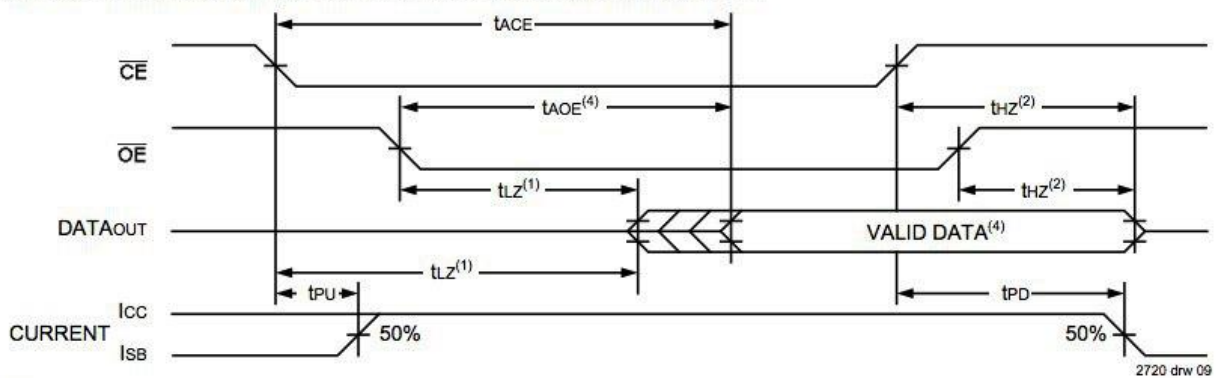 tACE
CE
tAOE(4)
tHZ(2)
OE
tLZ(1)
tHZ(2)
DATAOUT
VALID DATA(4)
tLZ(1)
tPU
tPD
ICC
CURRENT
50%
50%
ISB
2720 drw 09